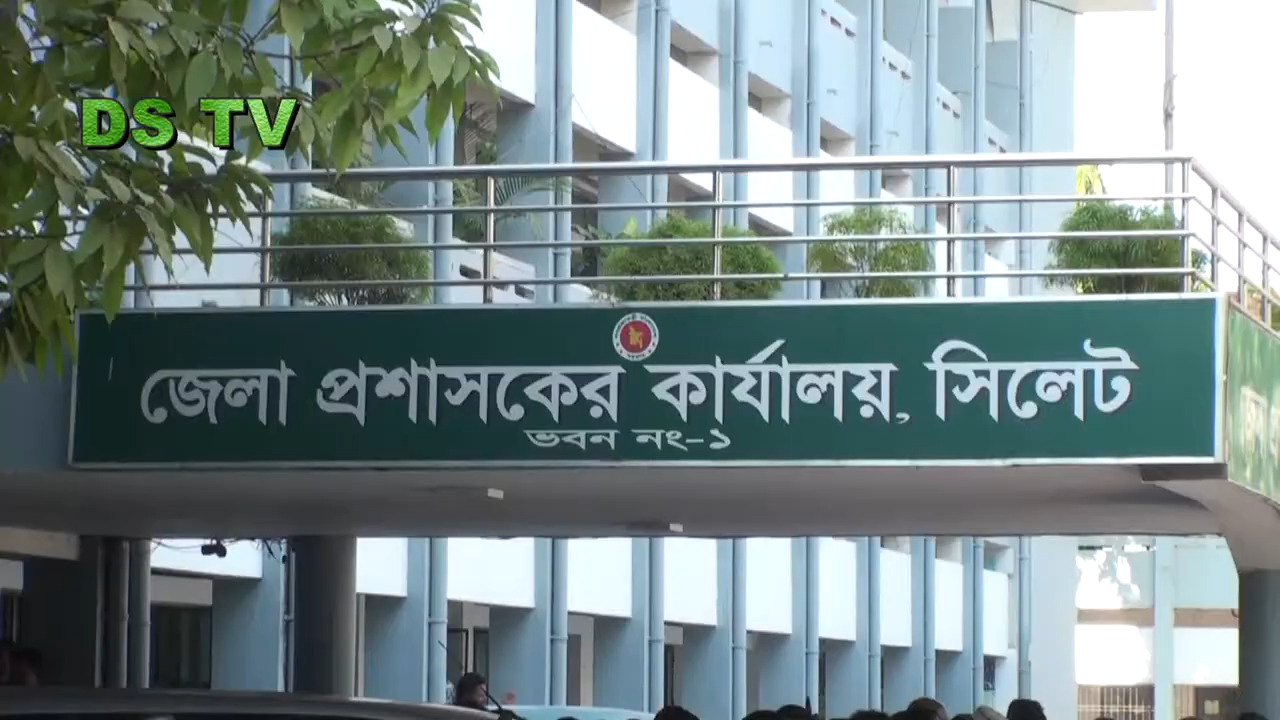 DS TV
জেলা প্রশাসকের কার্যালয়, সিলেট
ভবন নং-১